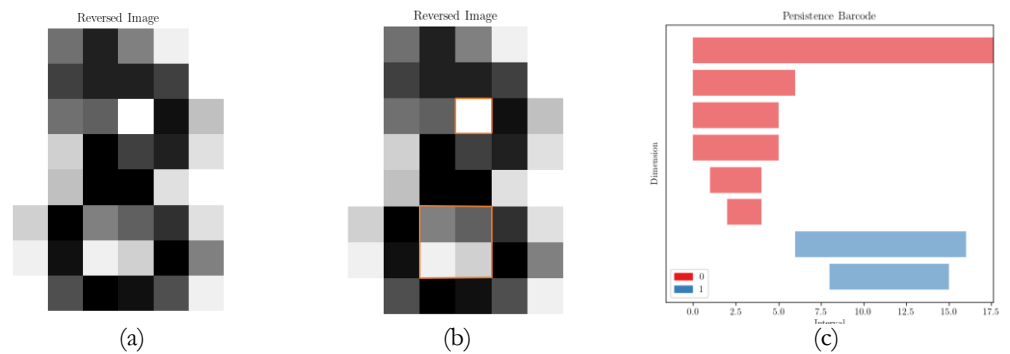 Reversed Image
Reversed Image
Persistence Barcode
Dimension
0
1
0.0 2.5 5.0 7.5 10.0 12.5 15.0 17.5
Interval
(a) (b) (c)